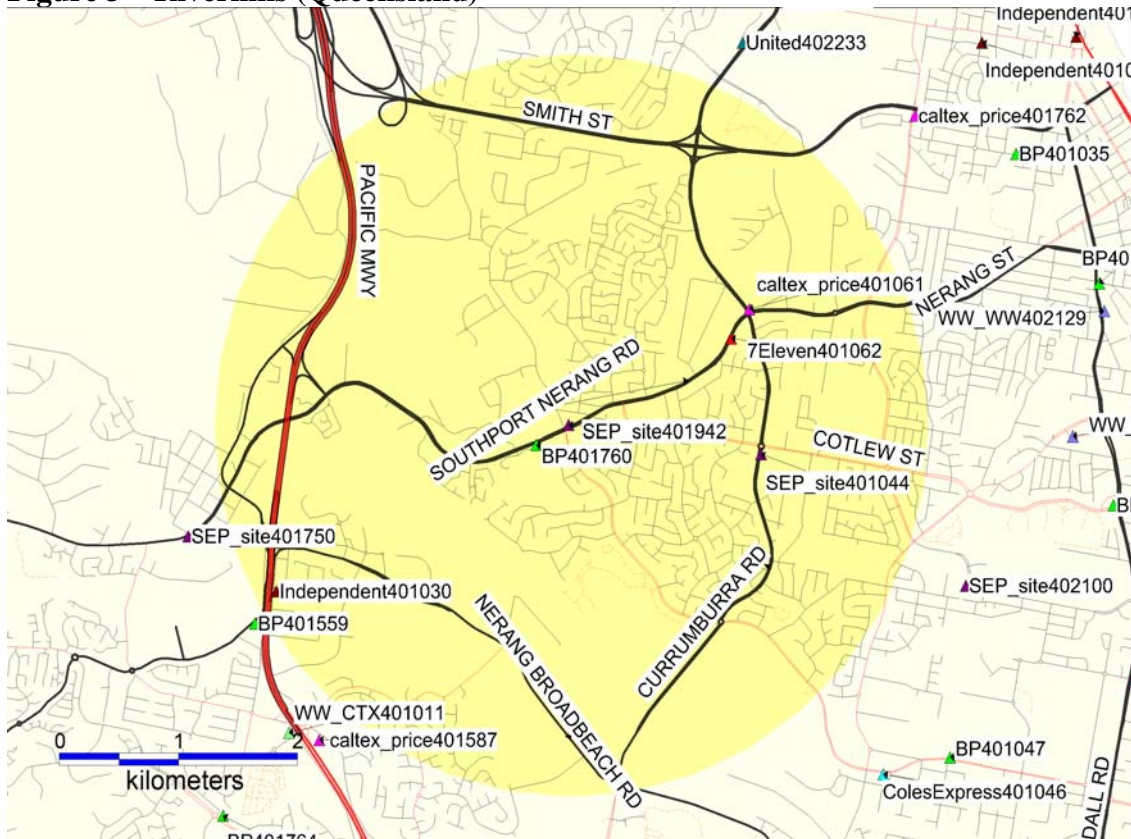 United402233
Independent401
Independent4010
SMITH ST
caltex_price401762
BP401035
PACIFIC MWY
caltex_price401061
NERANG ST
BP40
WW_WW402129
7Eleven401062
SOUTHPORT NERANG RD
SEP_site401942
BP401760
COTLEW ST
WW_
SEP_site401044
SEP_site401750
Independent401030
SEP_site402100
BP401559
NERANG BROADBEACH RD
CURRUMBURRA RD
WW_CTX401011
caltex_price401587
0 1 2
kilometers
BP401047
ColesExpress401046
DALL RD